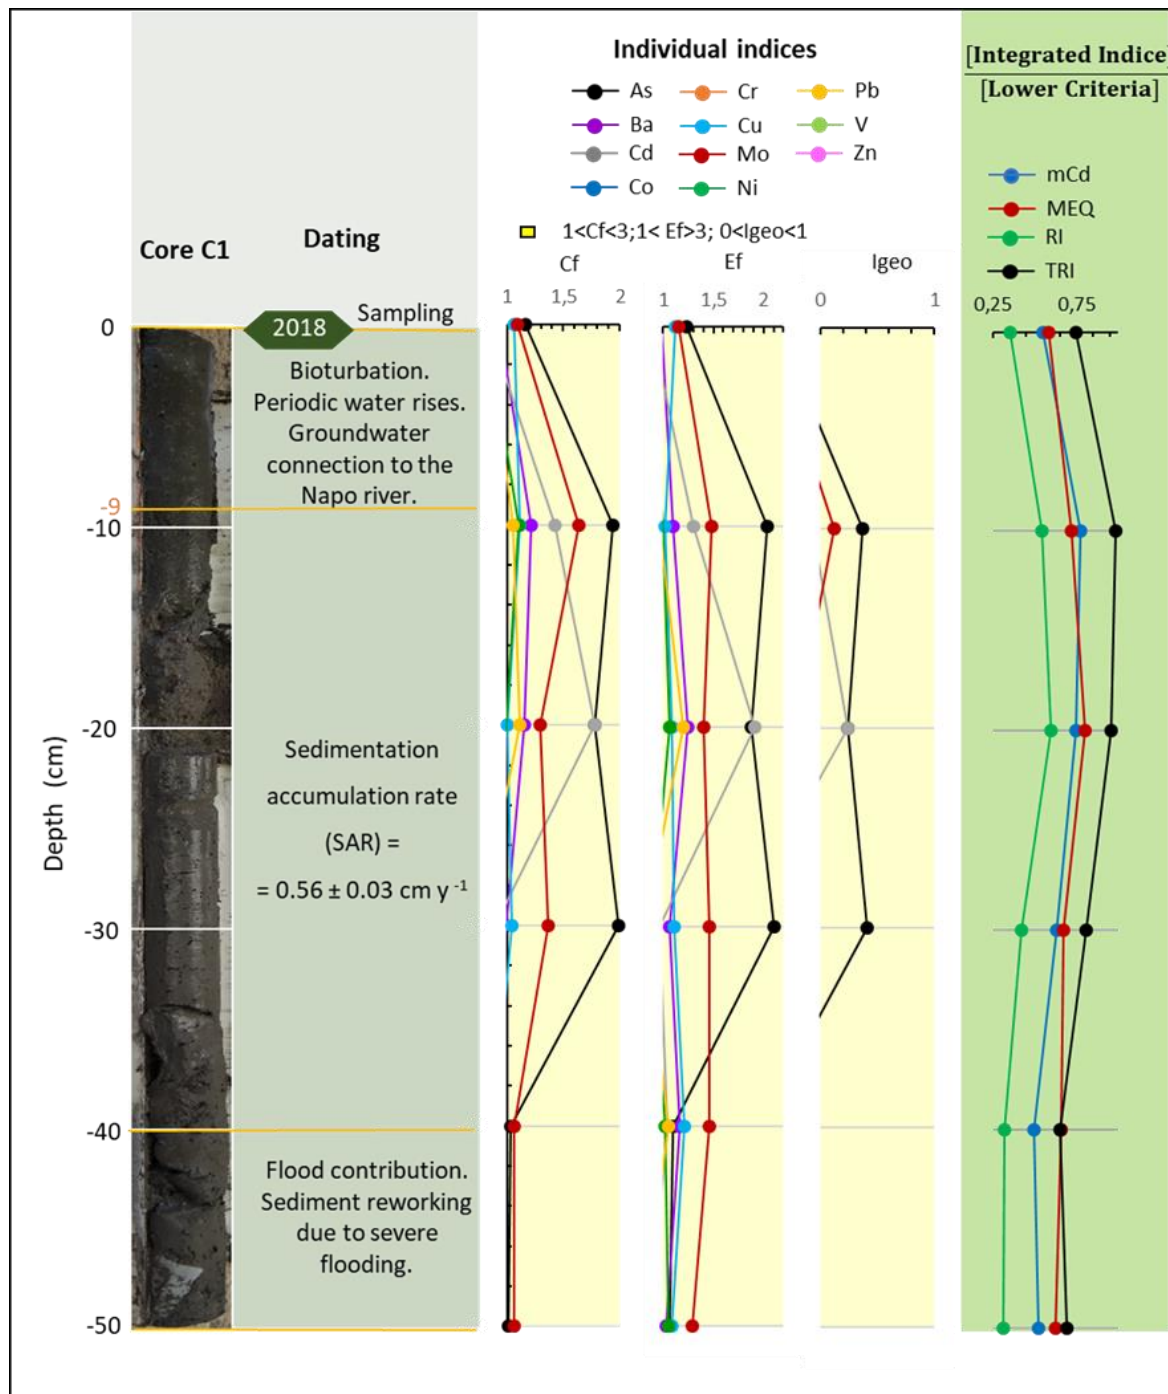 Individual indices
As
Cr
Pb
Ba
Cu
V
Cd
Mo
Zn
Co
Ni
1<Cf<3;1< Ef>3; 0<Igeo<1
[Integrated Indice]
[Lower Criteria]
mCd
MEQ
RI
TRI
Core C1
Dating
Cf
Ef
Igeo
1
1,5
2
1
1,5
2
0
1
0,25
0,75
Depth (cm)
0
-9
-10
-20
-30
-40
-50
2018
Sampling
Bioturbation.
Periodic water rises.
Groundwater
connection to the
Napo river.
Sedimentation
accumulation rate
(SAR) =
= 0.56 ± 0.03 cm y -1
Flood contribution.
Sediment reworking
due to severe
flooding.